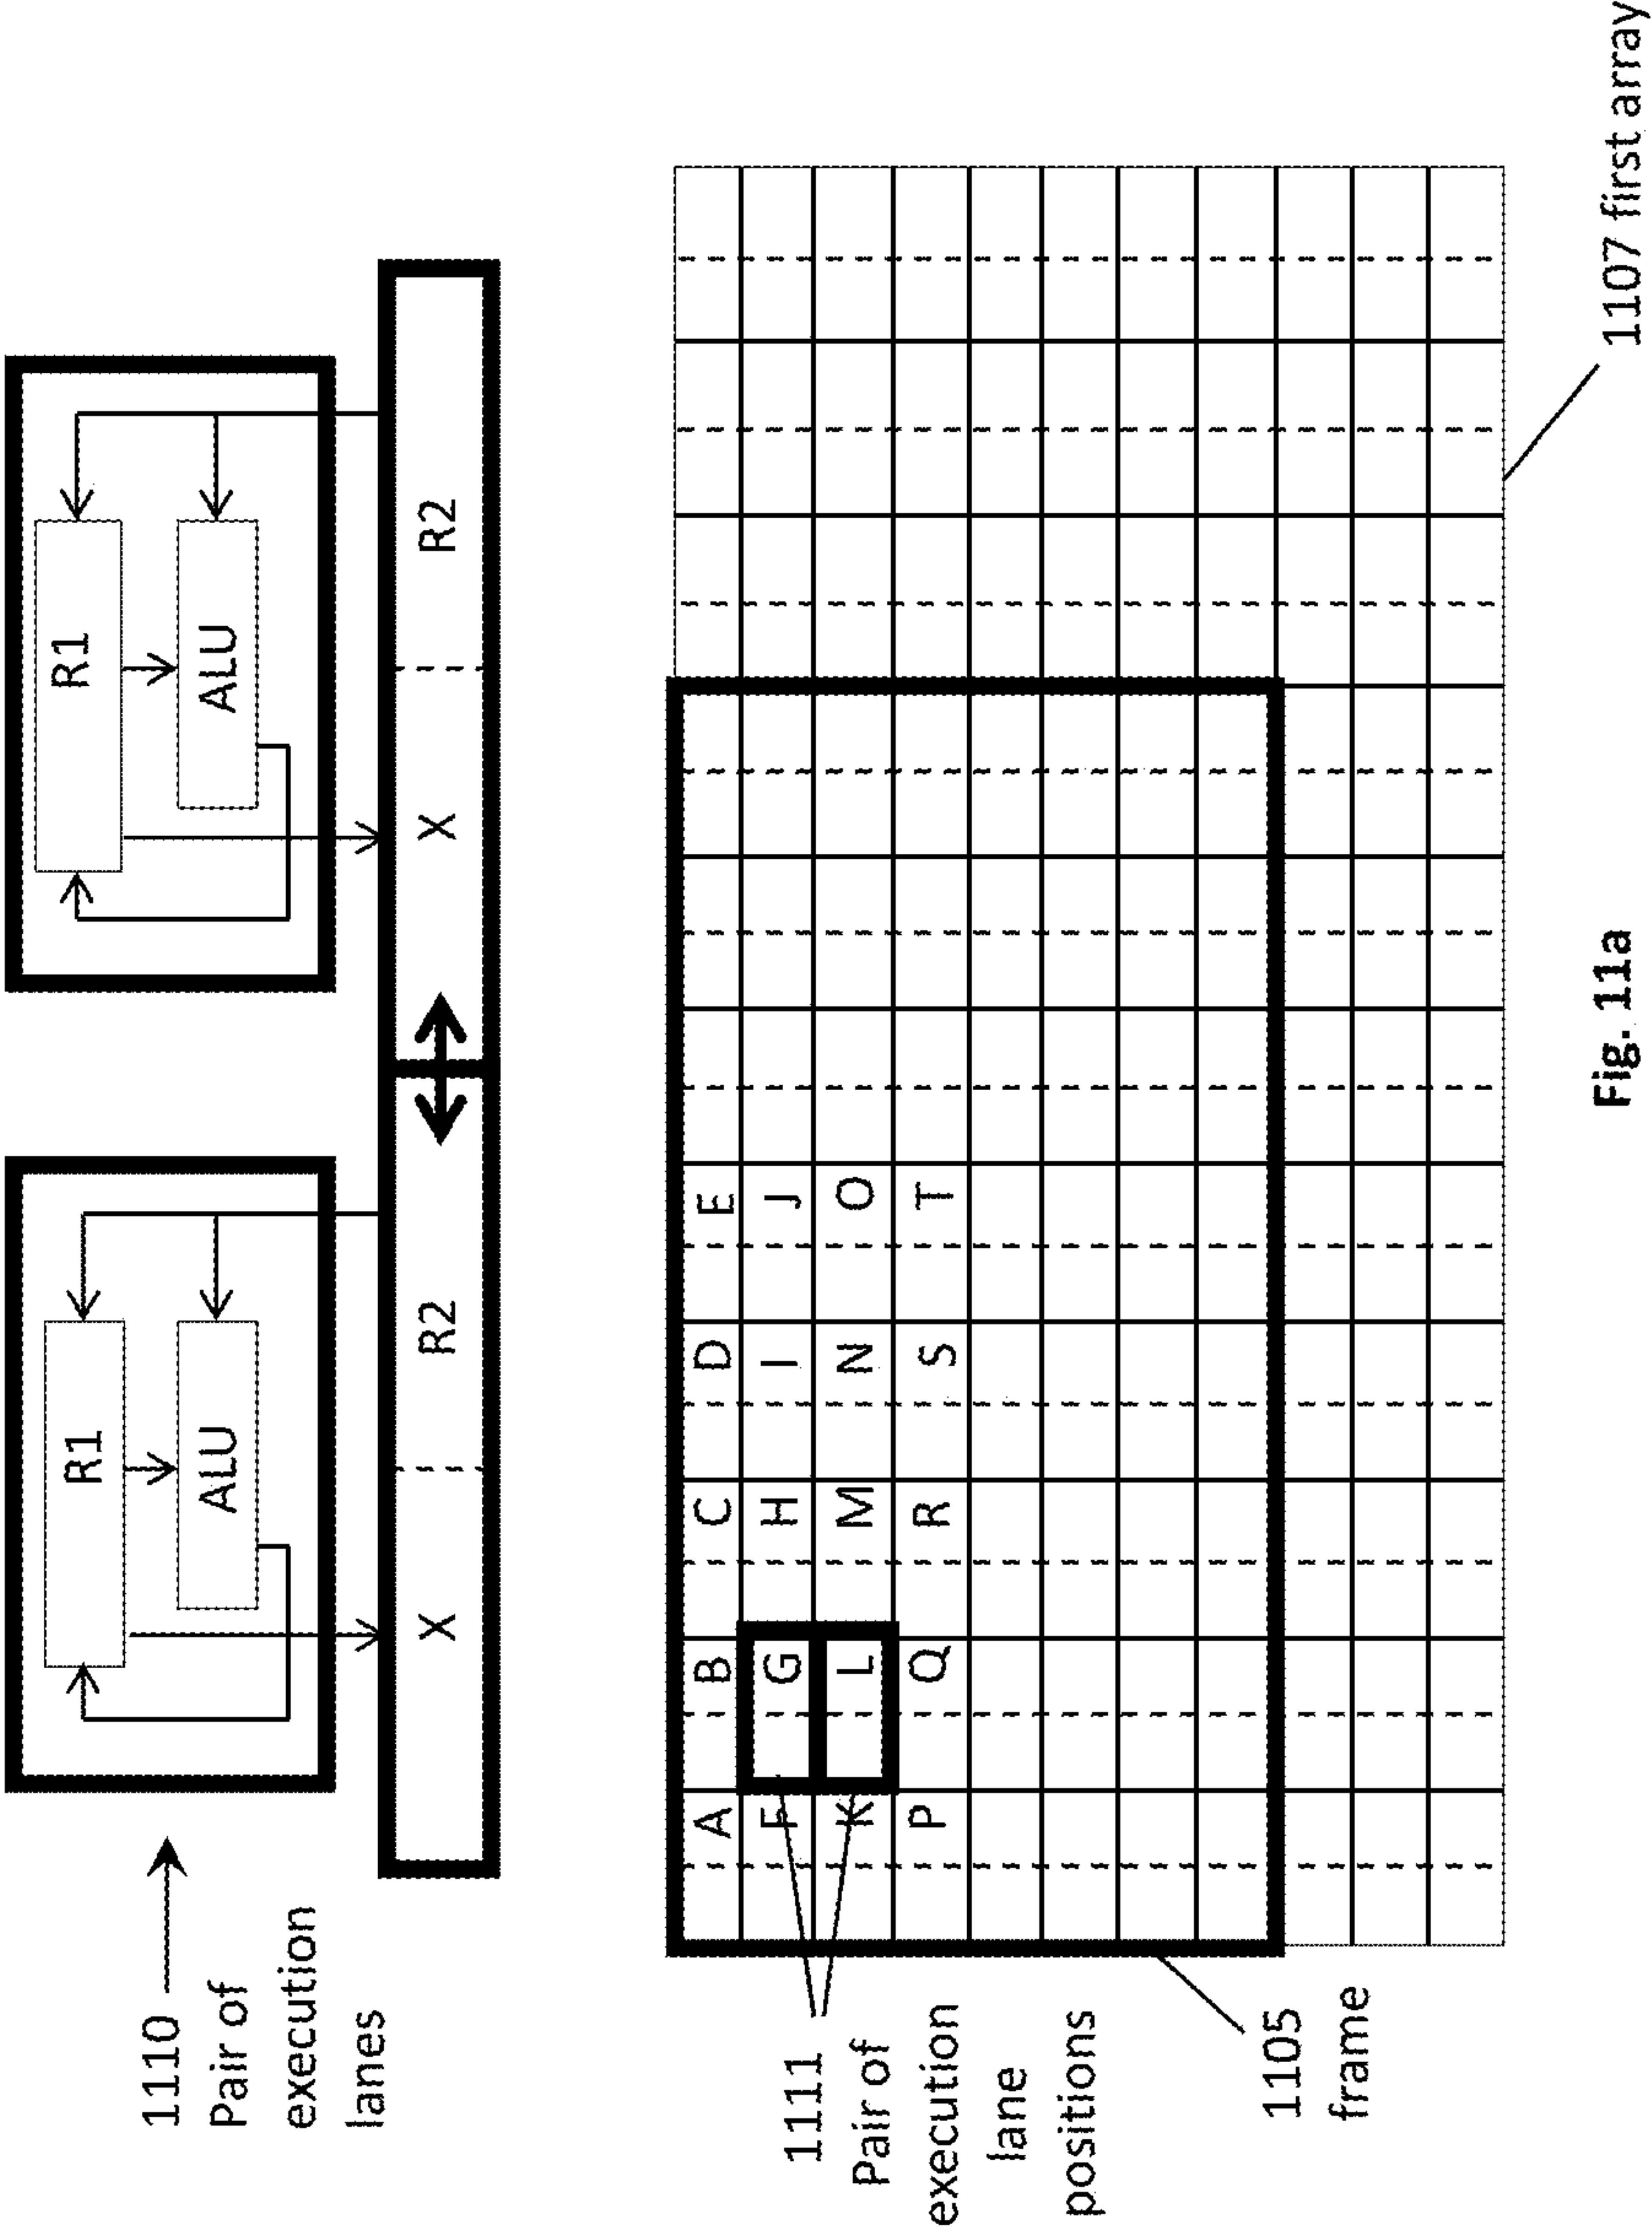 1110
Pair of
execution
lanes
R1
ALU
R1
ALU
X R2 X R2
1111
Pair of
execution
lane
positions
1105
frame
A B C D E
F G H I J
K L M N O
P Q R S T
1107 first array
Fig. 11a